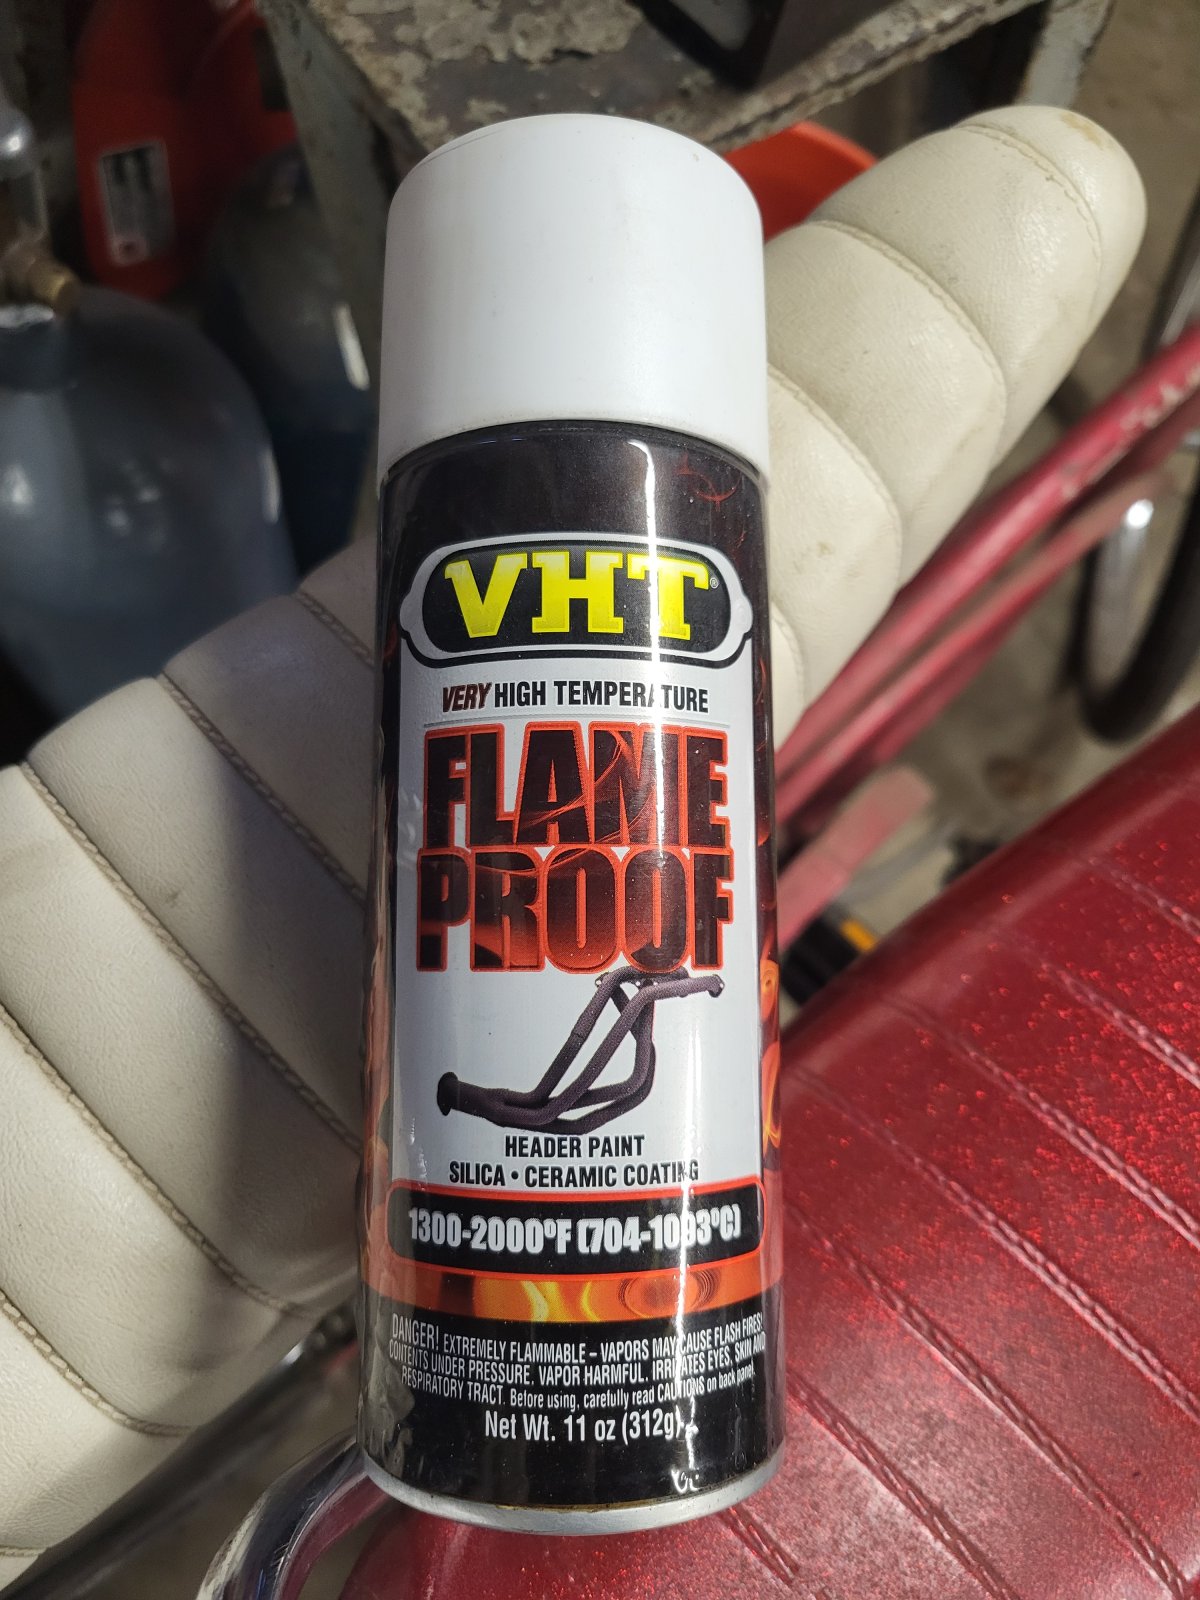 VHT®
VERY HIGH TEMPERATURE
FLAME
PROOF
HEADER PAINT
SILICA • CERAMIC COATING
1300-2000ºF (704-1093ºC)
DANGER! EXTREMELY FLAMMABLE – VAPORS MAY CAUSE FLASH FIRES!
CONTENTS UNDER PRESSURE, VAPOR HARMFUL. IRRITATES EYES, SKIN AND
RESPIRATORY TRACT. Before using, carefully read CAUTIONS on back panel.
Net Wt. 11 oz (312g)